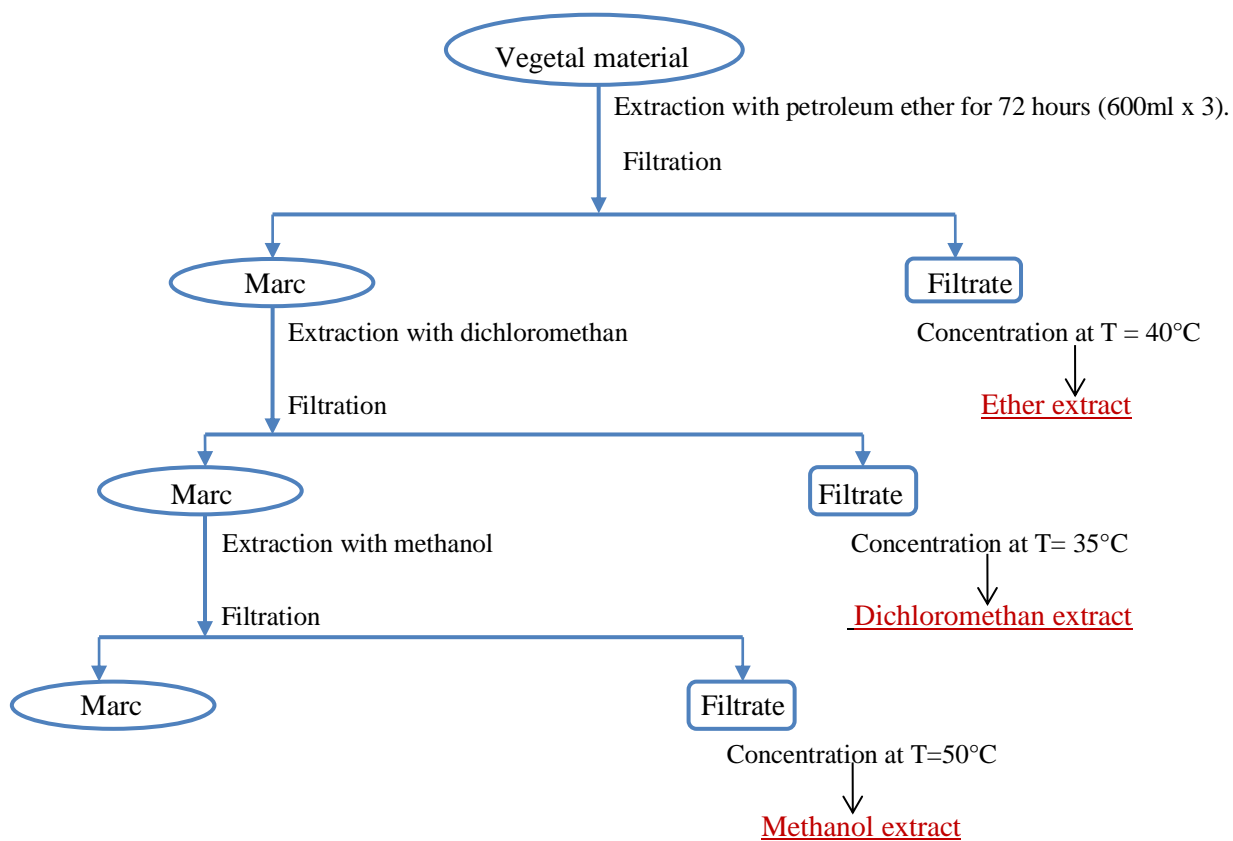 Vegetal material
Extraction with petroleum ether for 72 hours (600ml x 3).
Filtration
Marc
Filtrate
Extraction with dichloromethan
Concentration at T = 40°C
Filtration
Ether extract
Marc
Filtrate
Extraction with methanol
Concentration at T= 35°C
Filtration
Dichloromethan extract
Marc
Filtrate
Concentration at T=50°C
Methanol extract